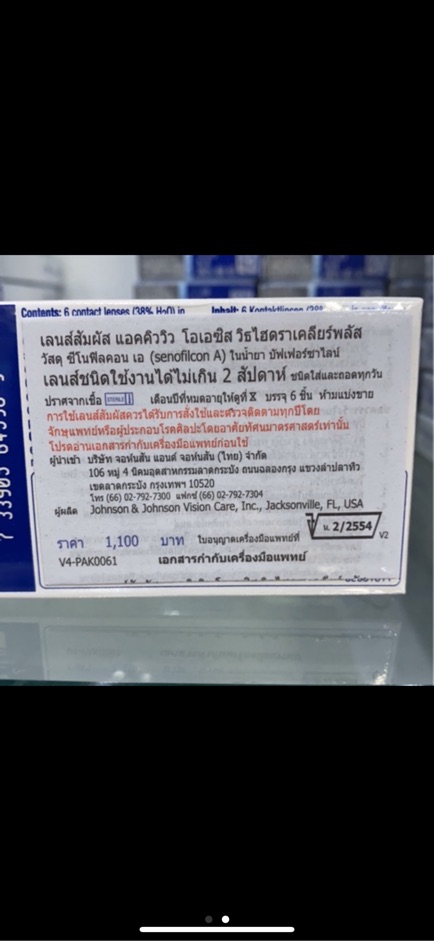 Contents: 6 contact lenses (38% H₂O) in
Inhalt: 6 Kontaktlinsen
เลนส์สัมผัส แอคคิววิว โอเอซิส วิธไฮดราเคลียร์พลัส
วัสดุ ซีโนฟิลคอน เอ (senofilcon A) ในน้ำยา บัฟเฟอร์ซาไลน์
เลนส์ชนิดใช้งานได้ไม่เกิน 2 สัปดาห์ ชนิดใส่และถอดทุกวัน
ปราศจากเชื้อ STERILE เดือนปีที่หมดอายุให้ดูที่ บรรจุ 6 ชิ้น ห้ามแบ่งขาย
การใช้เลนส์สัมผัสควรได้รับการสั่งใช้และตรวจติดตามทุกปีโดย
จักษุแพทย์หรือผู้ประกอบโรคศิลปะโดยอาศัยทัศนมาตรศาสตร์เท่านั้น
โปรดอ่านเอกสารกำกับเครื่องมือแพทย์ก่อนใช้
ผู้นำเข้า บริษัท จอห์นสัน แอนด์ จอห์นสัน (ไทย) จำกัด
106 หมู่ 4 นิคมอุตสาหกรรมลาดกระบัง ถนนฉลองกรุง แขวงลำปลาทิว
เขตลาดกระบัง กรุงเทพฯ 10520
โทร (66) 02-792-7300 แฟกซ์ (66) 02-792-7304
ผู้ผลิต Johnson & Johnson Vision Care, Inc., Jacksonville, FL, USA
ราคา 1,100 บาท ใบอนุญาตเครื่องมือแพทย์ที่ น. 2/2554
V2
V4-PAK0061 เอกสารกำกับเครื่องมือแพทย์